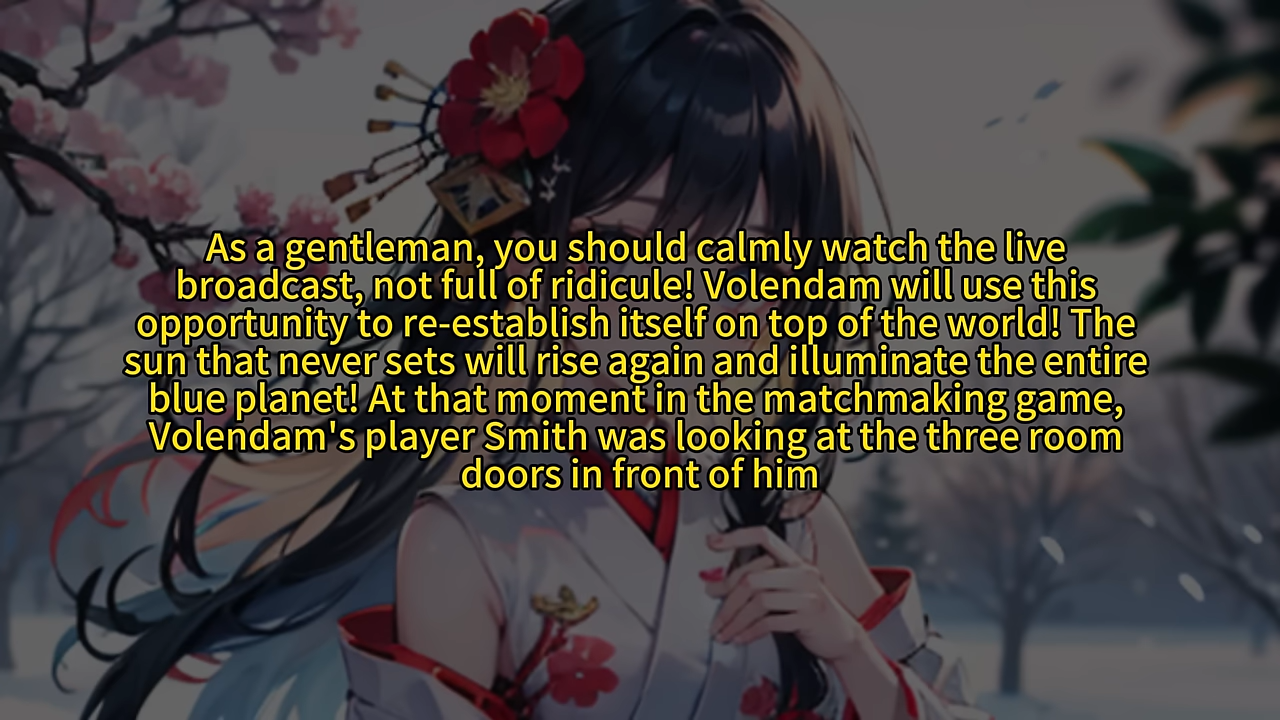 As a gentleman, you should calmly watch the live
broadcast, not full of ridicule! Volendam will use this
opportunity to re-establish itself on top of the world! The
sun that never sets will rise again and illuminate the entire
blue planet! At that moment in the matchmaking game,
Volendam's player Smith was looking at the three room
doors in front of him